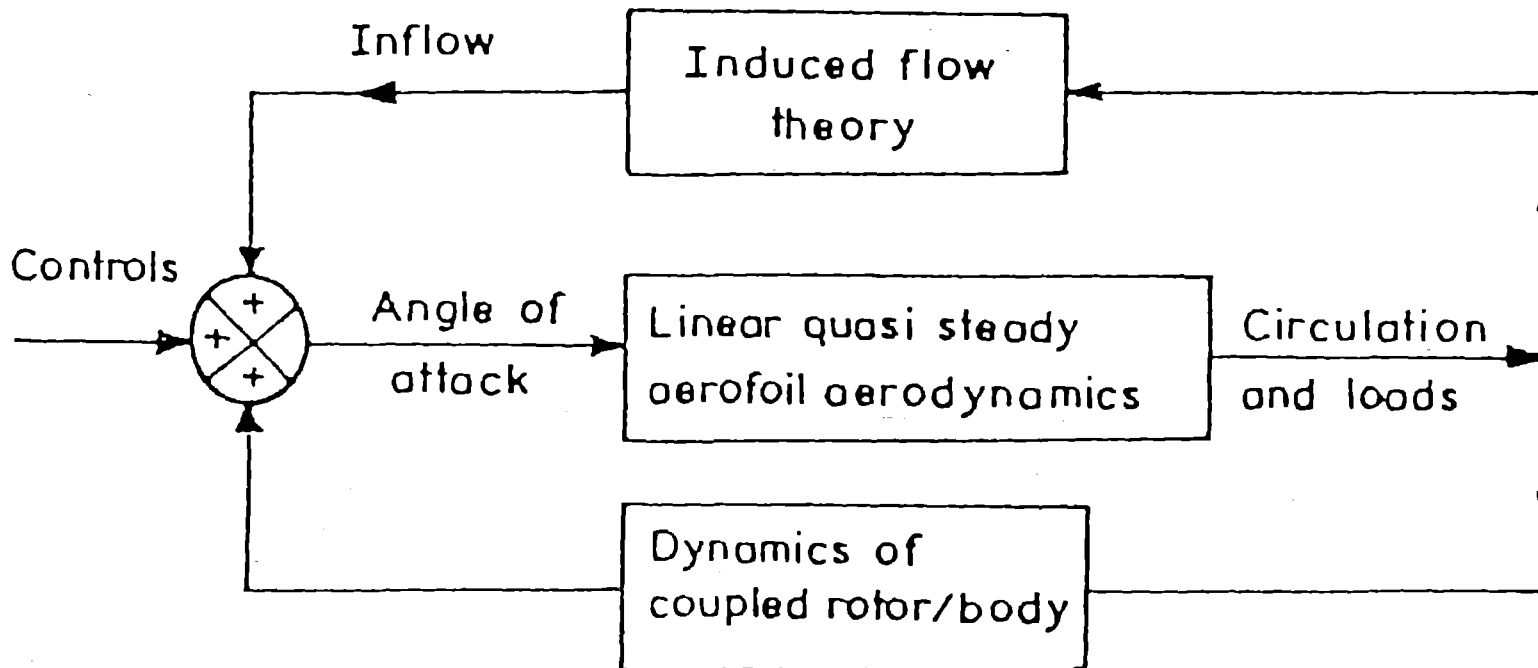 Inflow
Induced flow
theory
Controls
+
+
+
Angle of
attack
Linear quasi steady
aerofoil aerodynamics
Circulation
and loads
Dynamics of
coupled rotor/body